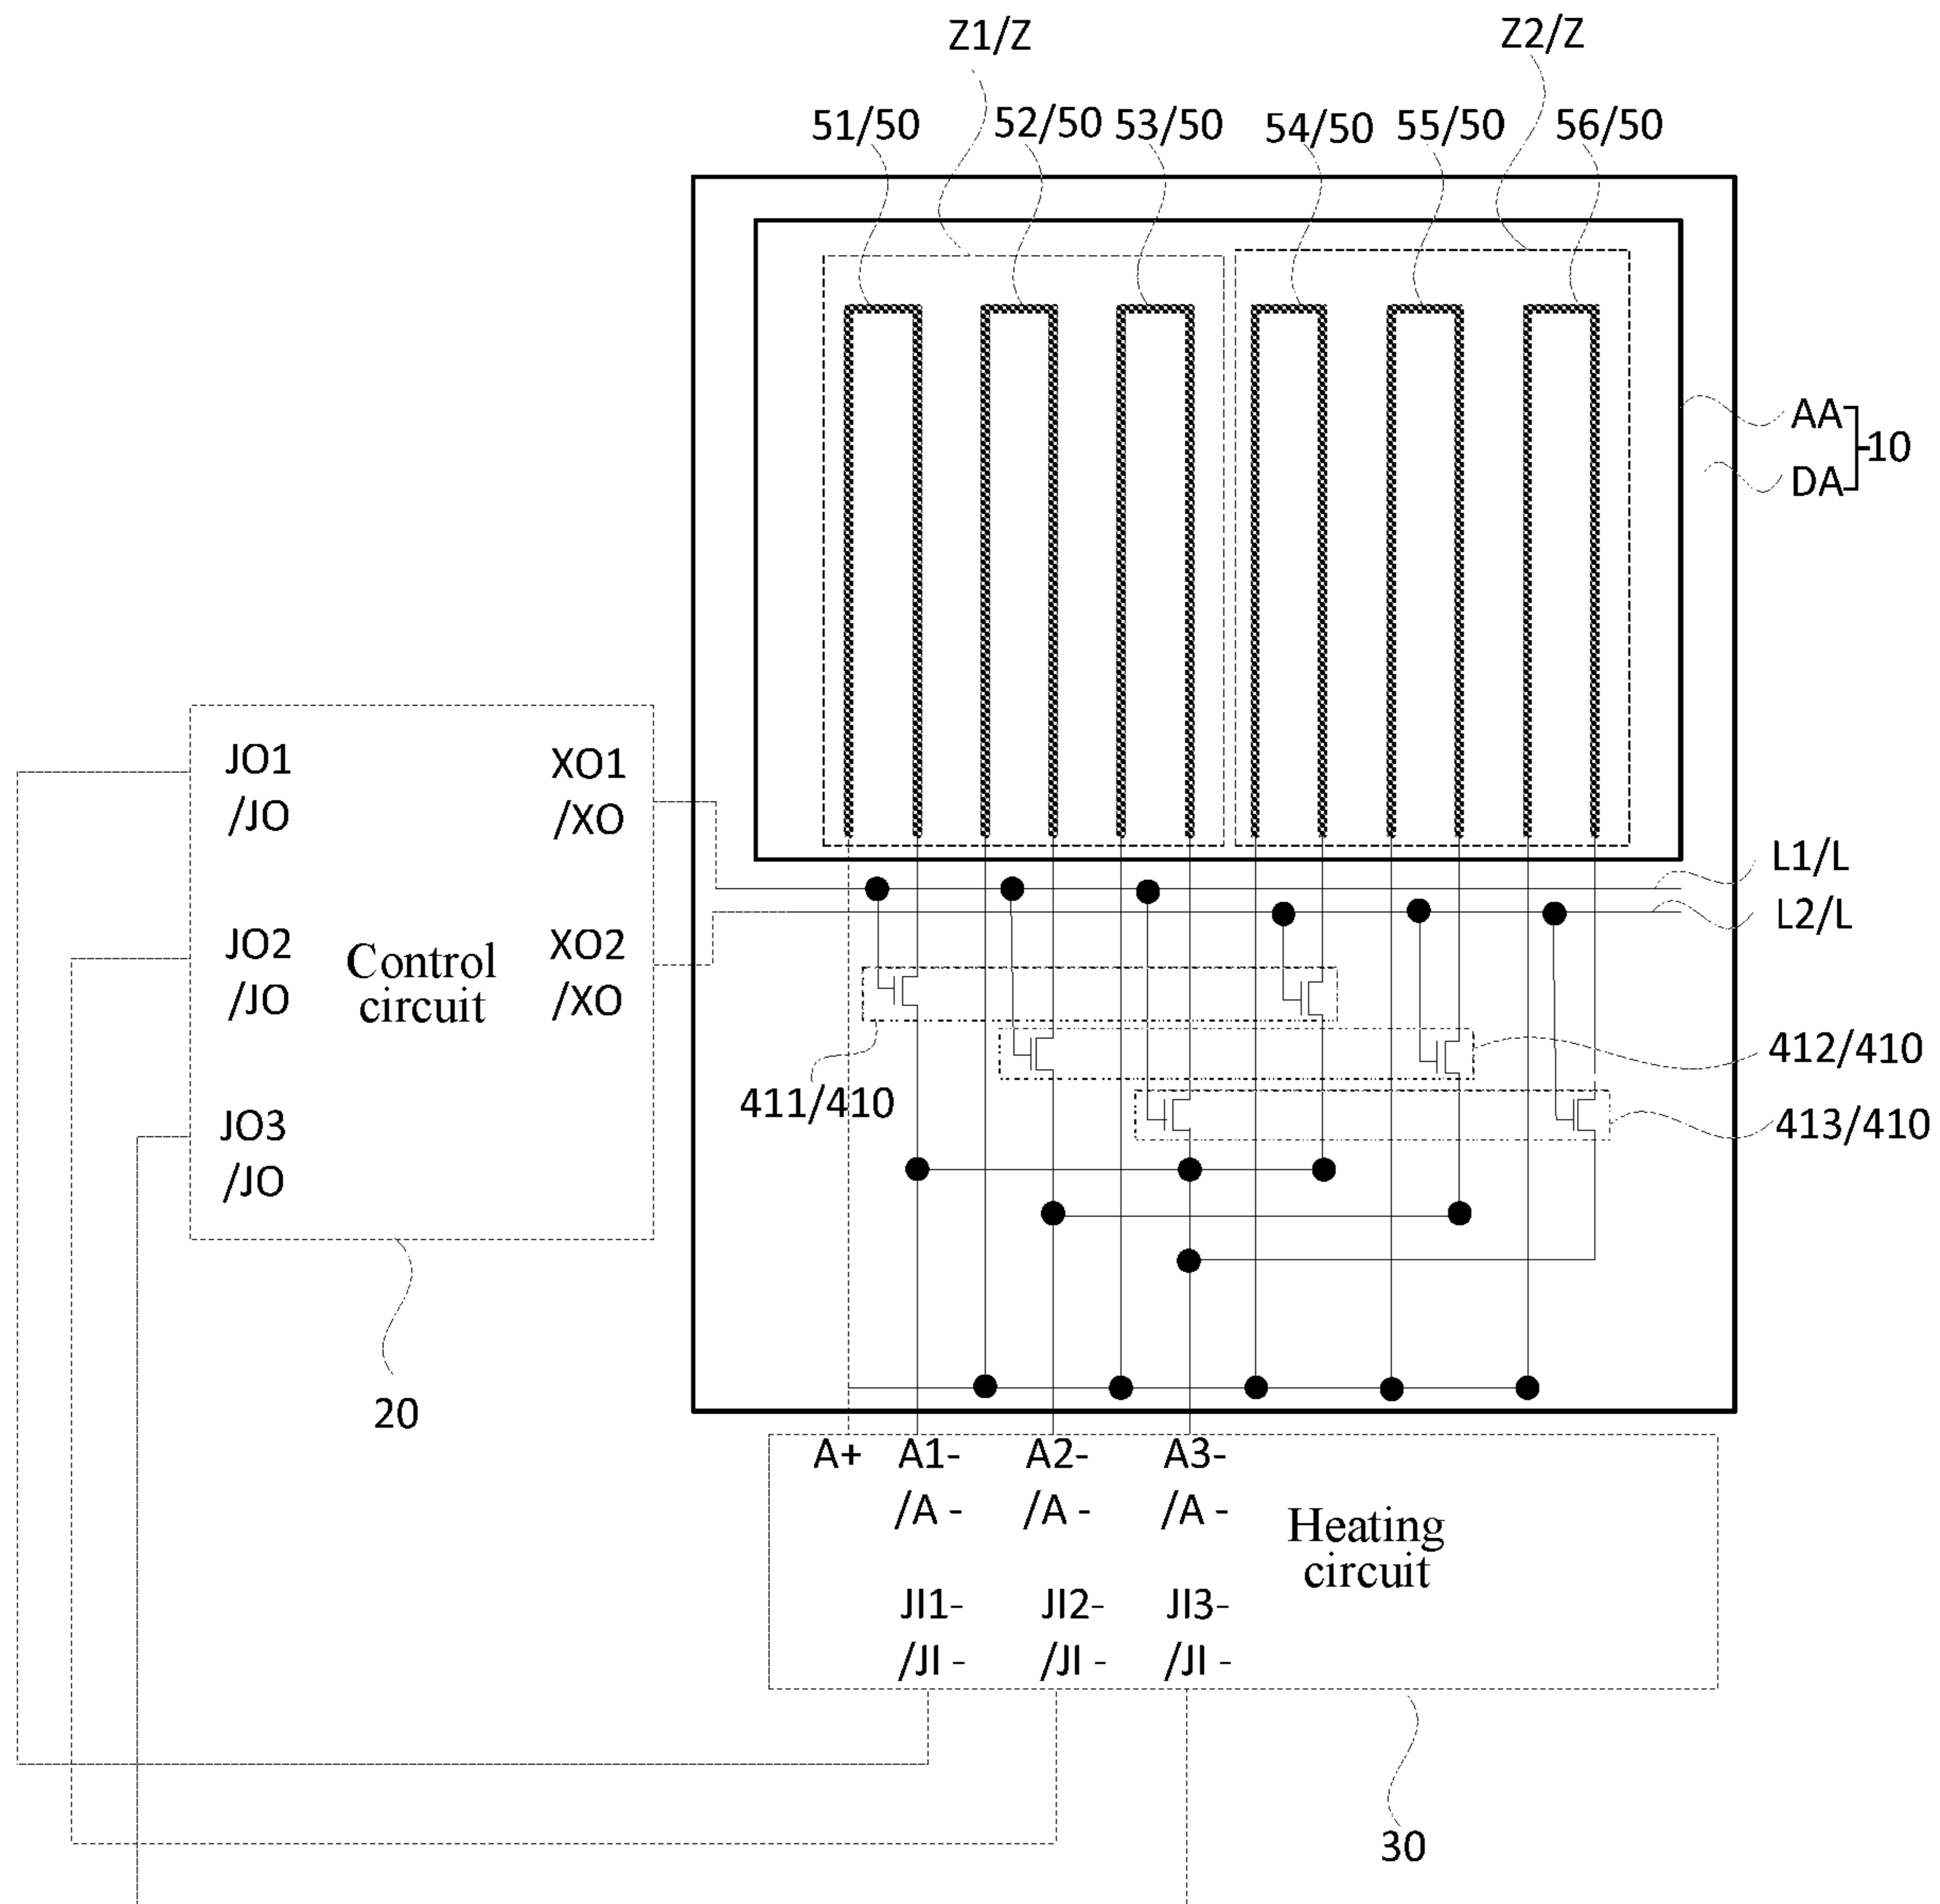 Z1/Z
Z2/Z
51/50
52/50
53/50
54/50
55/50
56/50
AA
10
DA
JO1
/JO
XO1
/XO
L1/L
L2/L
JO2
/JO
Control
circuit
XO2
/XO
412/410
411/410
413/410
JO3
/JO
20
A+
A1-
/A -
A2-
/A -
A3-
/A -
Heating
circuit
JI1-
/JI -
JI2-
/JI -
JI3-
/JI -
30